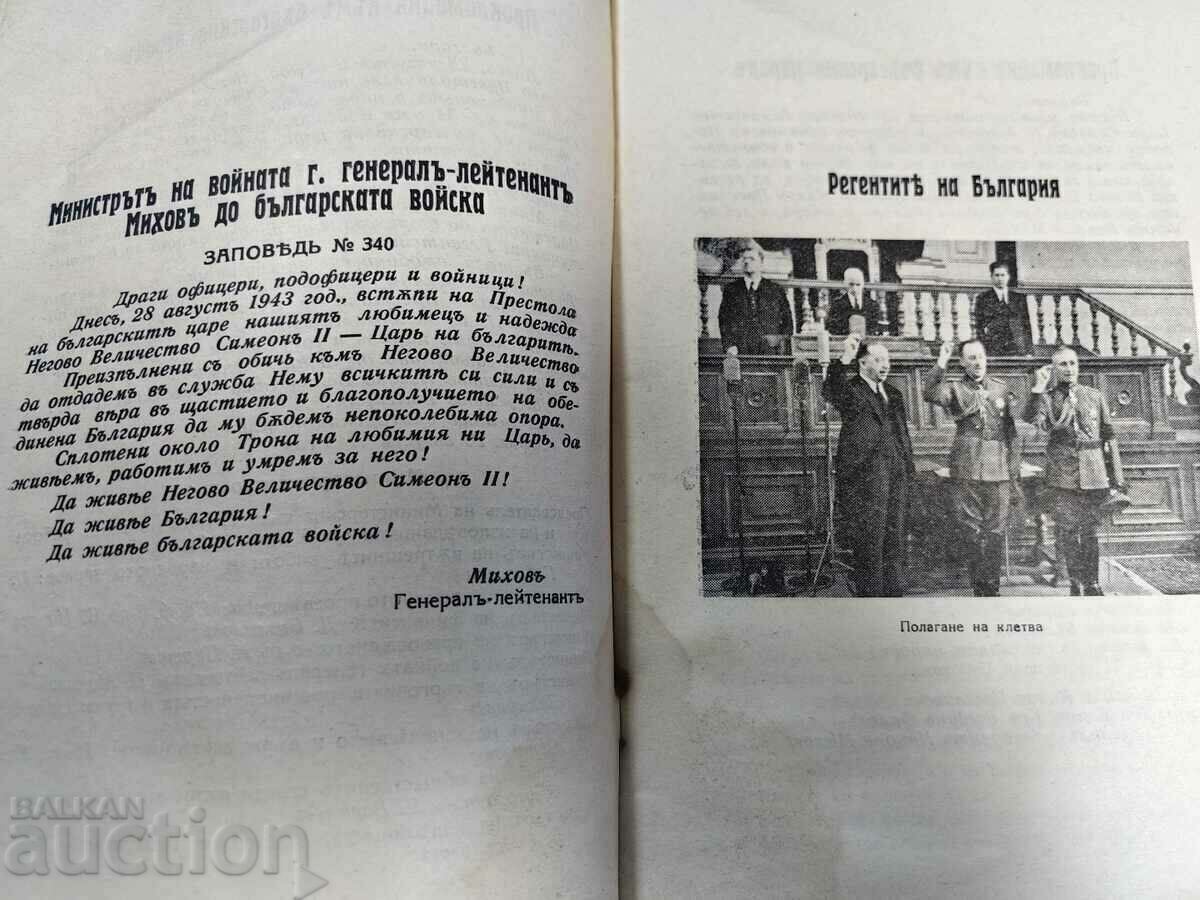 Министрътъ на войната г. генералъ-лейтенантъ
Миховъ до българската войска
ЗАПОВѢДЬ № 340
Драги офицери, подофицери и войници!
Днесъ, 28 августъ 1943 год., встѫпи на Престола
на българскитѣ царе нашиятъ любимецъ и надежда
Негово Величество Симеонъ II — Царь на българитѣ.
Преизпълнени съ обичь къмъ Негово Величество
да отдадемъ въ служба Нему всичкитѣ си сили и съ
твърда вѣра въ щастието и благополучието на обе-
динена България да му бѫдемъ непоколебима опора.
Сплотени около Трона на любимия ни Царь, да
живѣемъ, работимъ и умремъ за него!
Да живѣе Негово Величество Симеонъ II!
Да живѣе България!
Да живѣе българската войска!
Миховъ
Генералъ-лейтенантъ
Регентитѣ на България
Полагане на клетва
BALKAN
auction